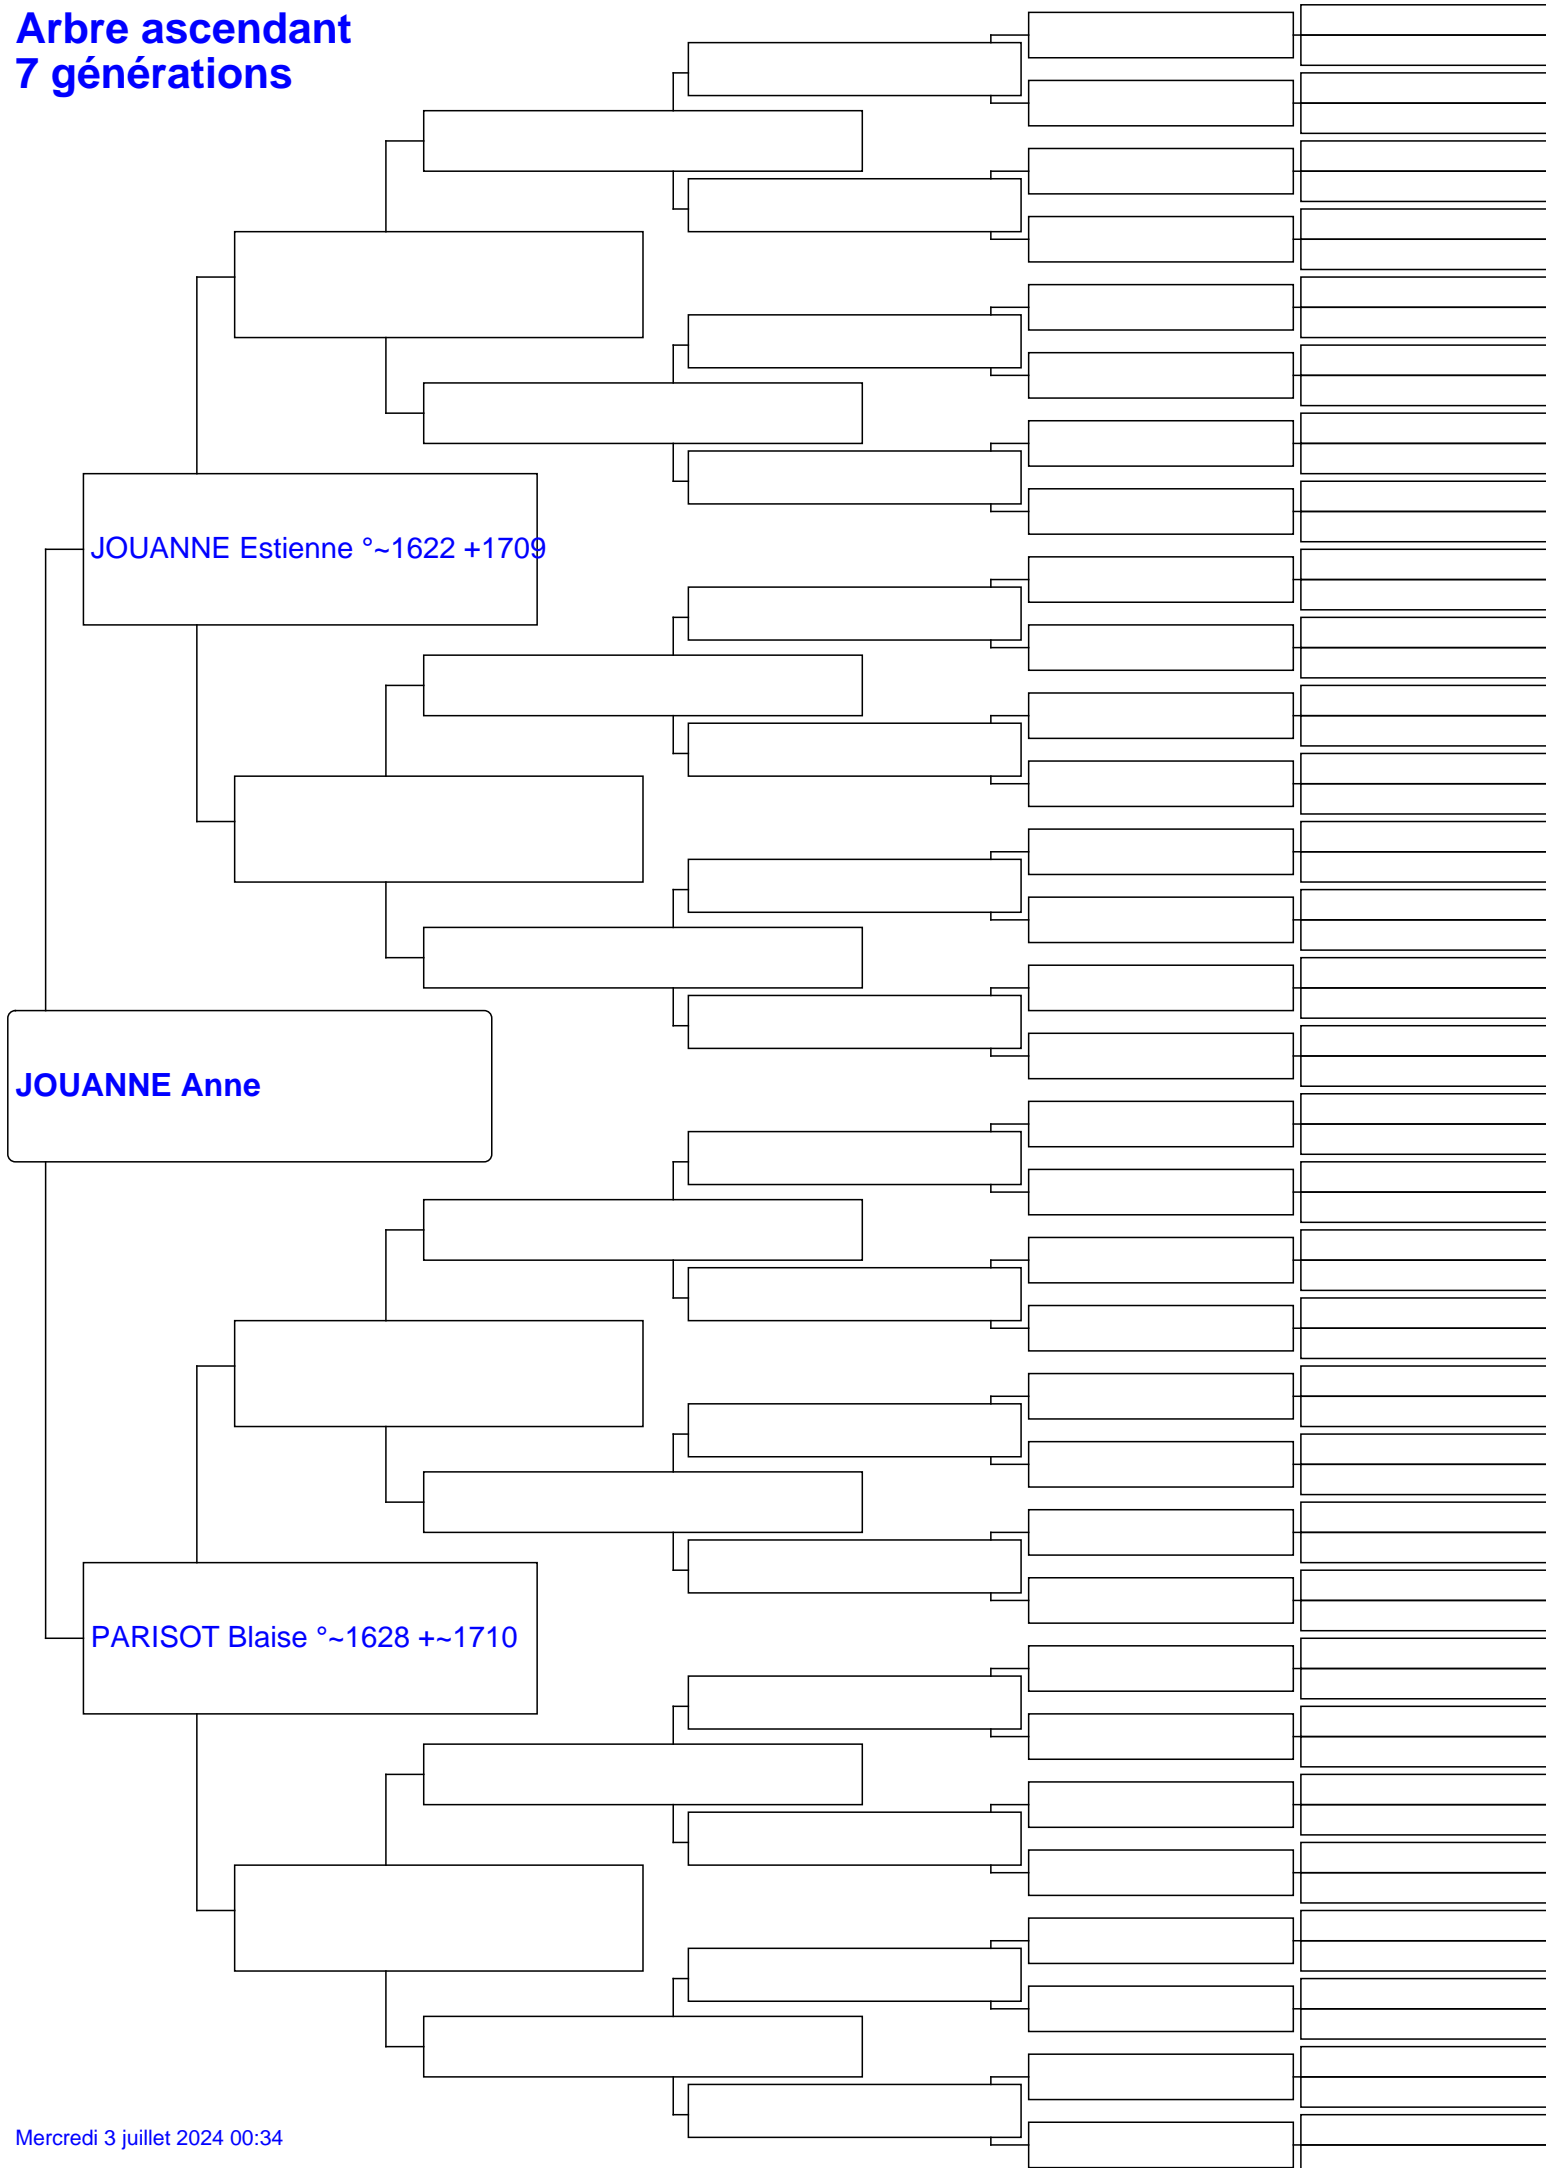 Arbre ascendant
7 générations
JOUANNE Estienne °~1622 +1709
JOUANNE Anne
PARISOT Blaise °~1628 +~1710
Mercredi 3 juillet 2024 00:34